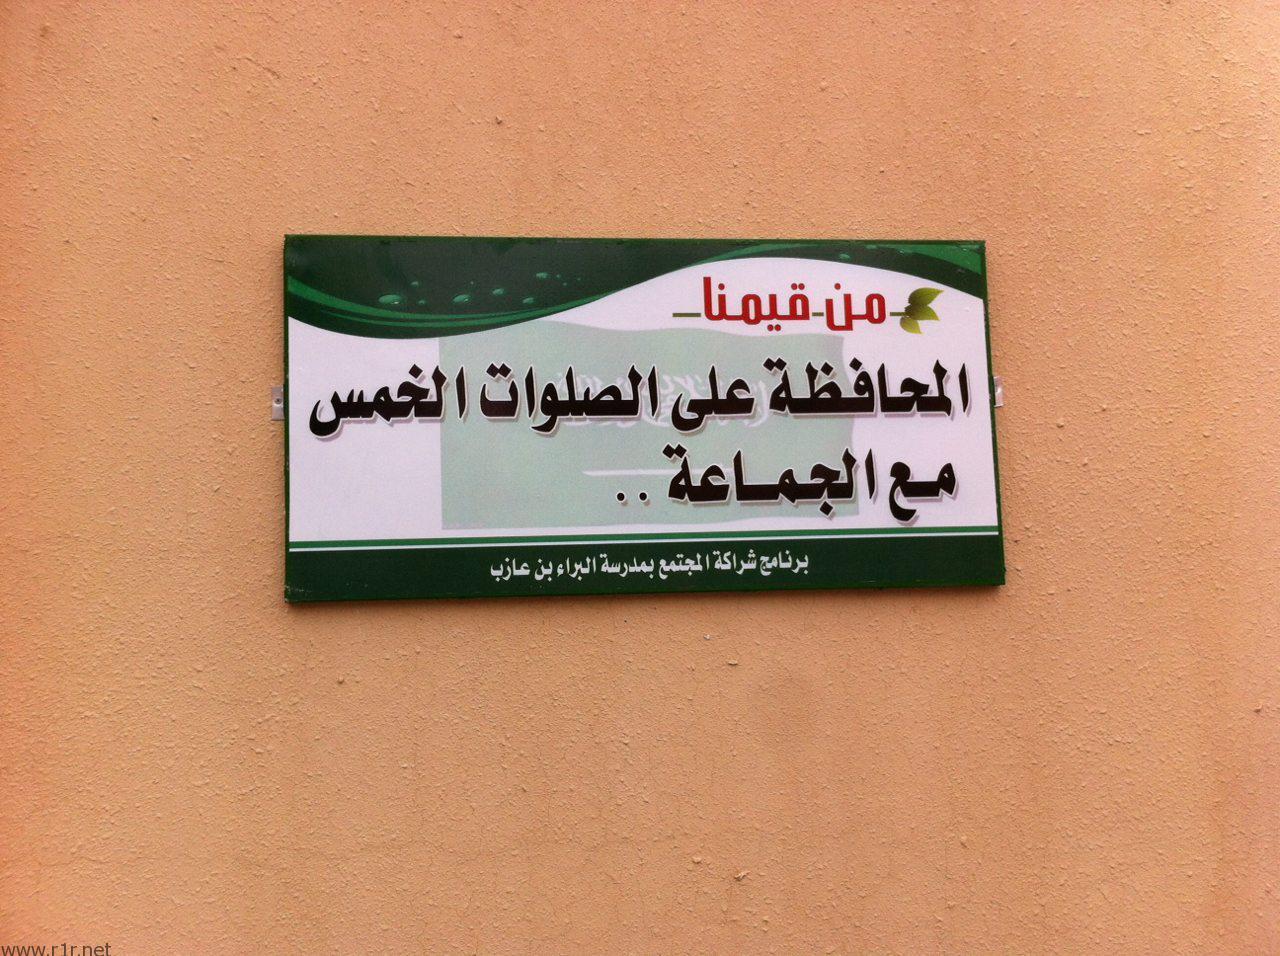 من قيمنا
المحافظة على الصلوات الخمس
مع الجماعة ..
برنامج شراكة المجتمع بمدرسة البراء بن عازب
www.r1r.net